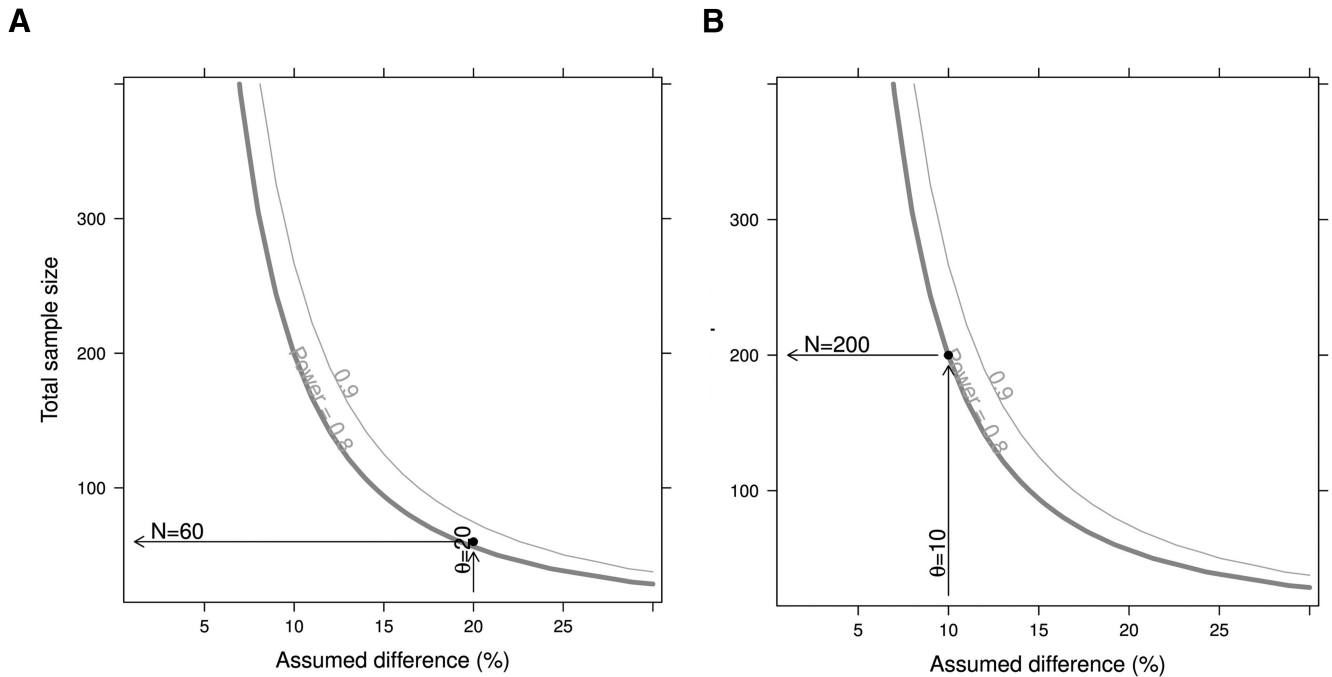 A
B
Total sample size
300
200
100
N=60
θ=20
Power = 0.8
0.9
5 10 15 20 25
Assumed difference (%)
300
200
100
N=200
θ=10
Power = 0.8
0.9
5 10 15 20 25
Assumed difference (%)